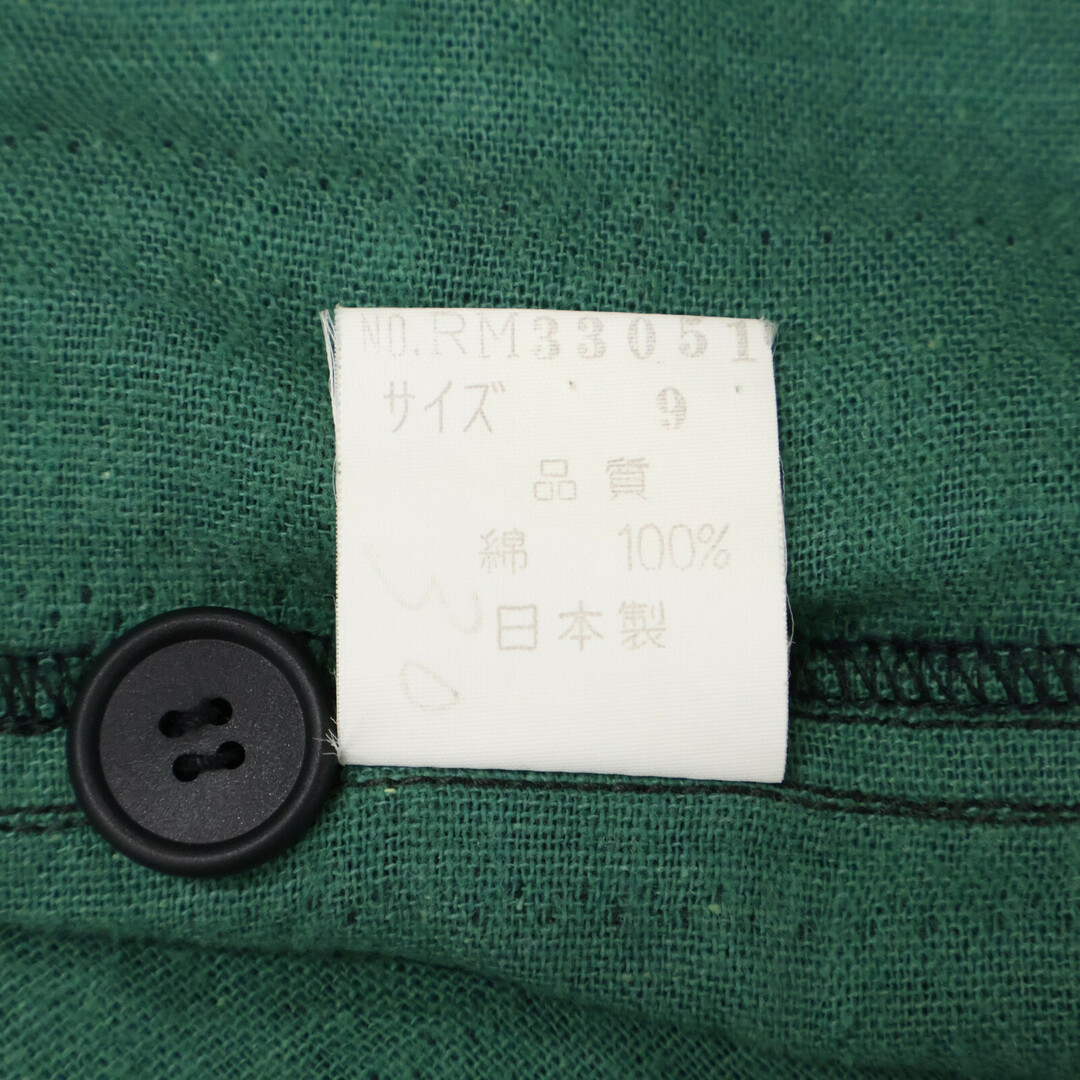 NO.RM33051
サイズ 9
品質
綿 100%
日本製